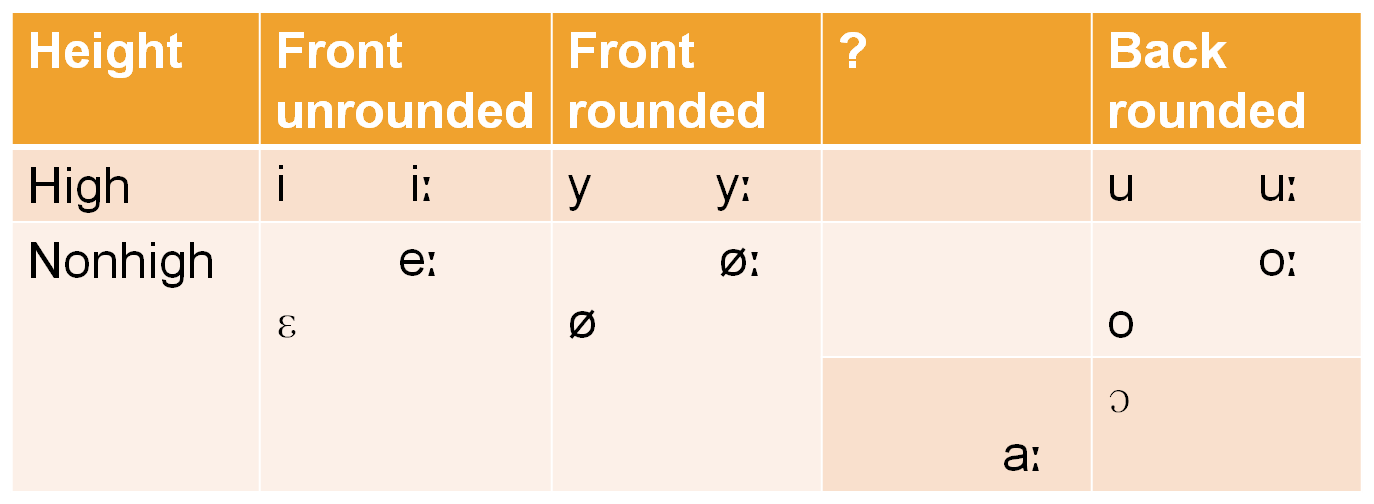 Height Front unrounded Front rounded ? Back rounded
High i iː y yː u uː
Nonhigh eː øː oː
ɛ ø o
ɔ
aː